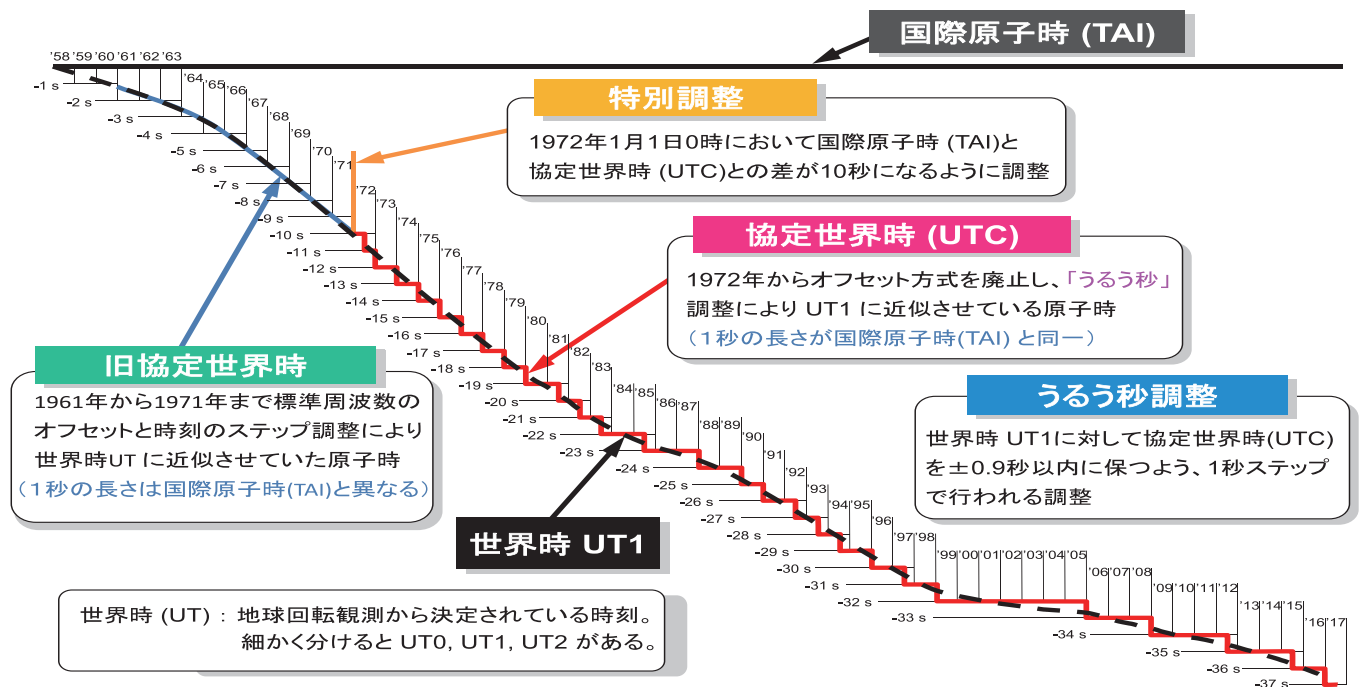 国際原子時 (TAI)
'58 '59 '60 '61 '62 '63
'64
'65
'66
'67
'68
'69
'70
'71
'72
'73
'74
'75
'76
'77
'78
'79
'80
'81
'82
'83
'84 '85
'86 '87
'88 '89
'90
'91
'92
'93
'94 '95
'96
'97 '98
'99 '00 '01 '02 '03 '04 '05
'06 '07 '08
'09 '10 '11 '12
'13 '14 '15
'16 '17
-1 s
-2 s
-3 s
-4 s
-5 s
-6 s
-7 s
-8 s
-9 s
-10 s
-11 s
-12 s
-13 s
-14 s
-15 s
-16 s
-17 s
-18 s
-19 s
-20 s
-21 s
-22 s
-23 s
-24 s
-25 s
-26 s
-27 s
-28 s
-29 s
-30 s
-31 s
-32 s
-33 s
-34 s
-35 s
-36 s
-37 s
特別調整
1972年1月1日0時において国際原子時 (TAI)と
協定世界時 (UTC)との差が10秒になるように調整
協定世界時 (UTC)
1972年からオフセット方式を廃止し、「うるう秒」
調整により UT1 に近似させている原子時
（1秒の長さが国際原子時(TAI) と同一）
旧協定世界時
1961年から1971年まで標準周波数の
オフセットと時刻のステップ調整により
世界時UT に近似させていた原子時
（1秒の長さは国際原子時(TAI)と異なる）
うるう秒調整
世界時 UT1に対して協定世界時(UTC)
を±0.9秒以内に保つよう、1秒ステップ
で行われる調整
世界時 UT1
世界時 (UT) : 地球回転観測から決定されている時刻。
細かく分けると UT0, UT1, UT2 がある。